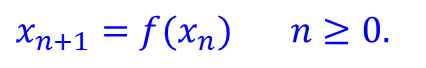 xₙ₊₁ = f(xₙ)  n ≥ 0.